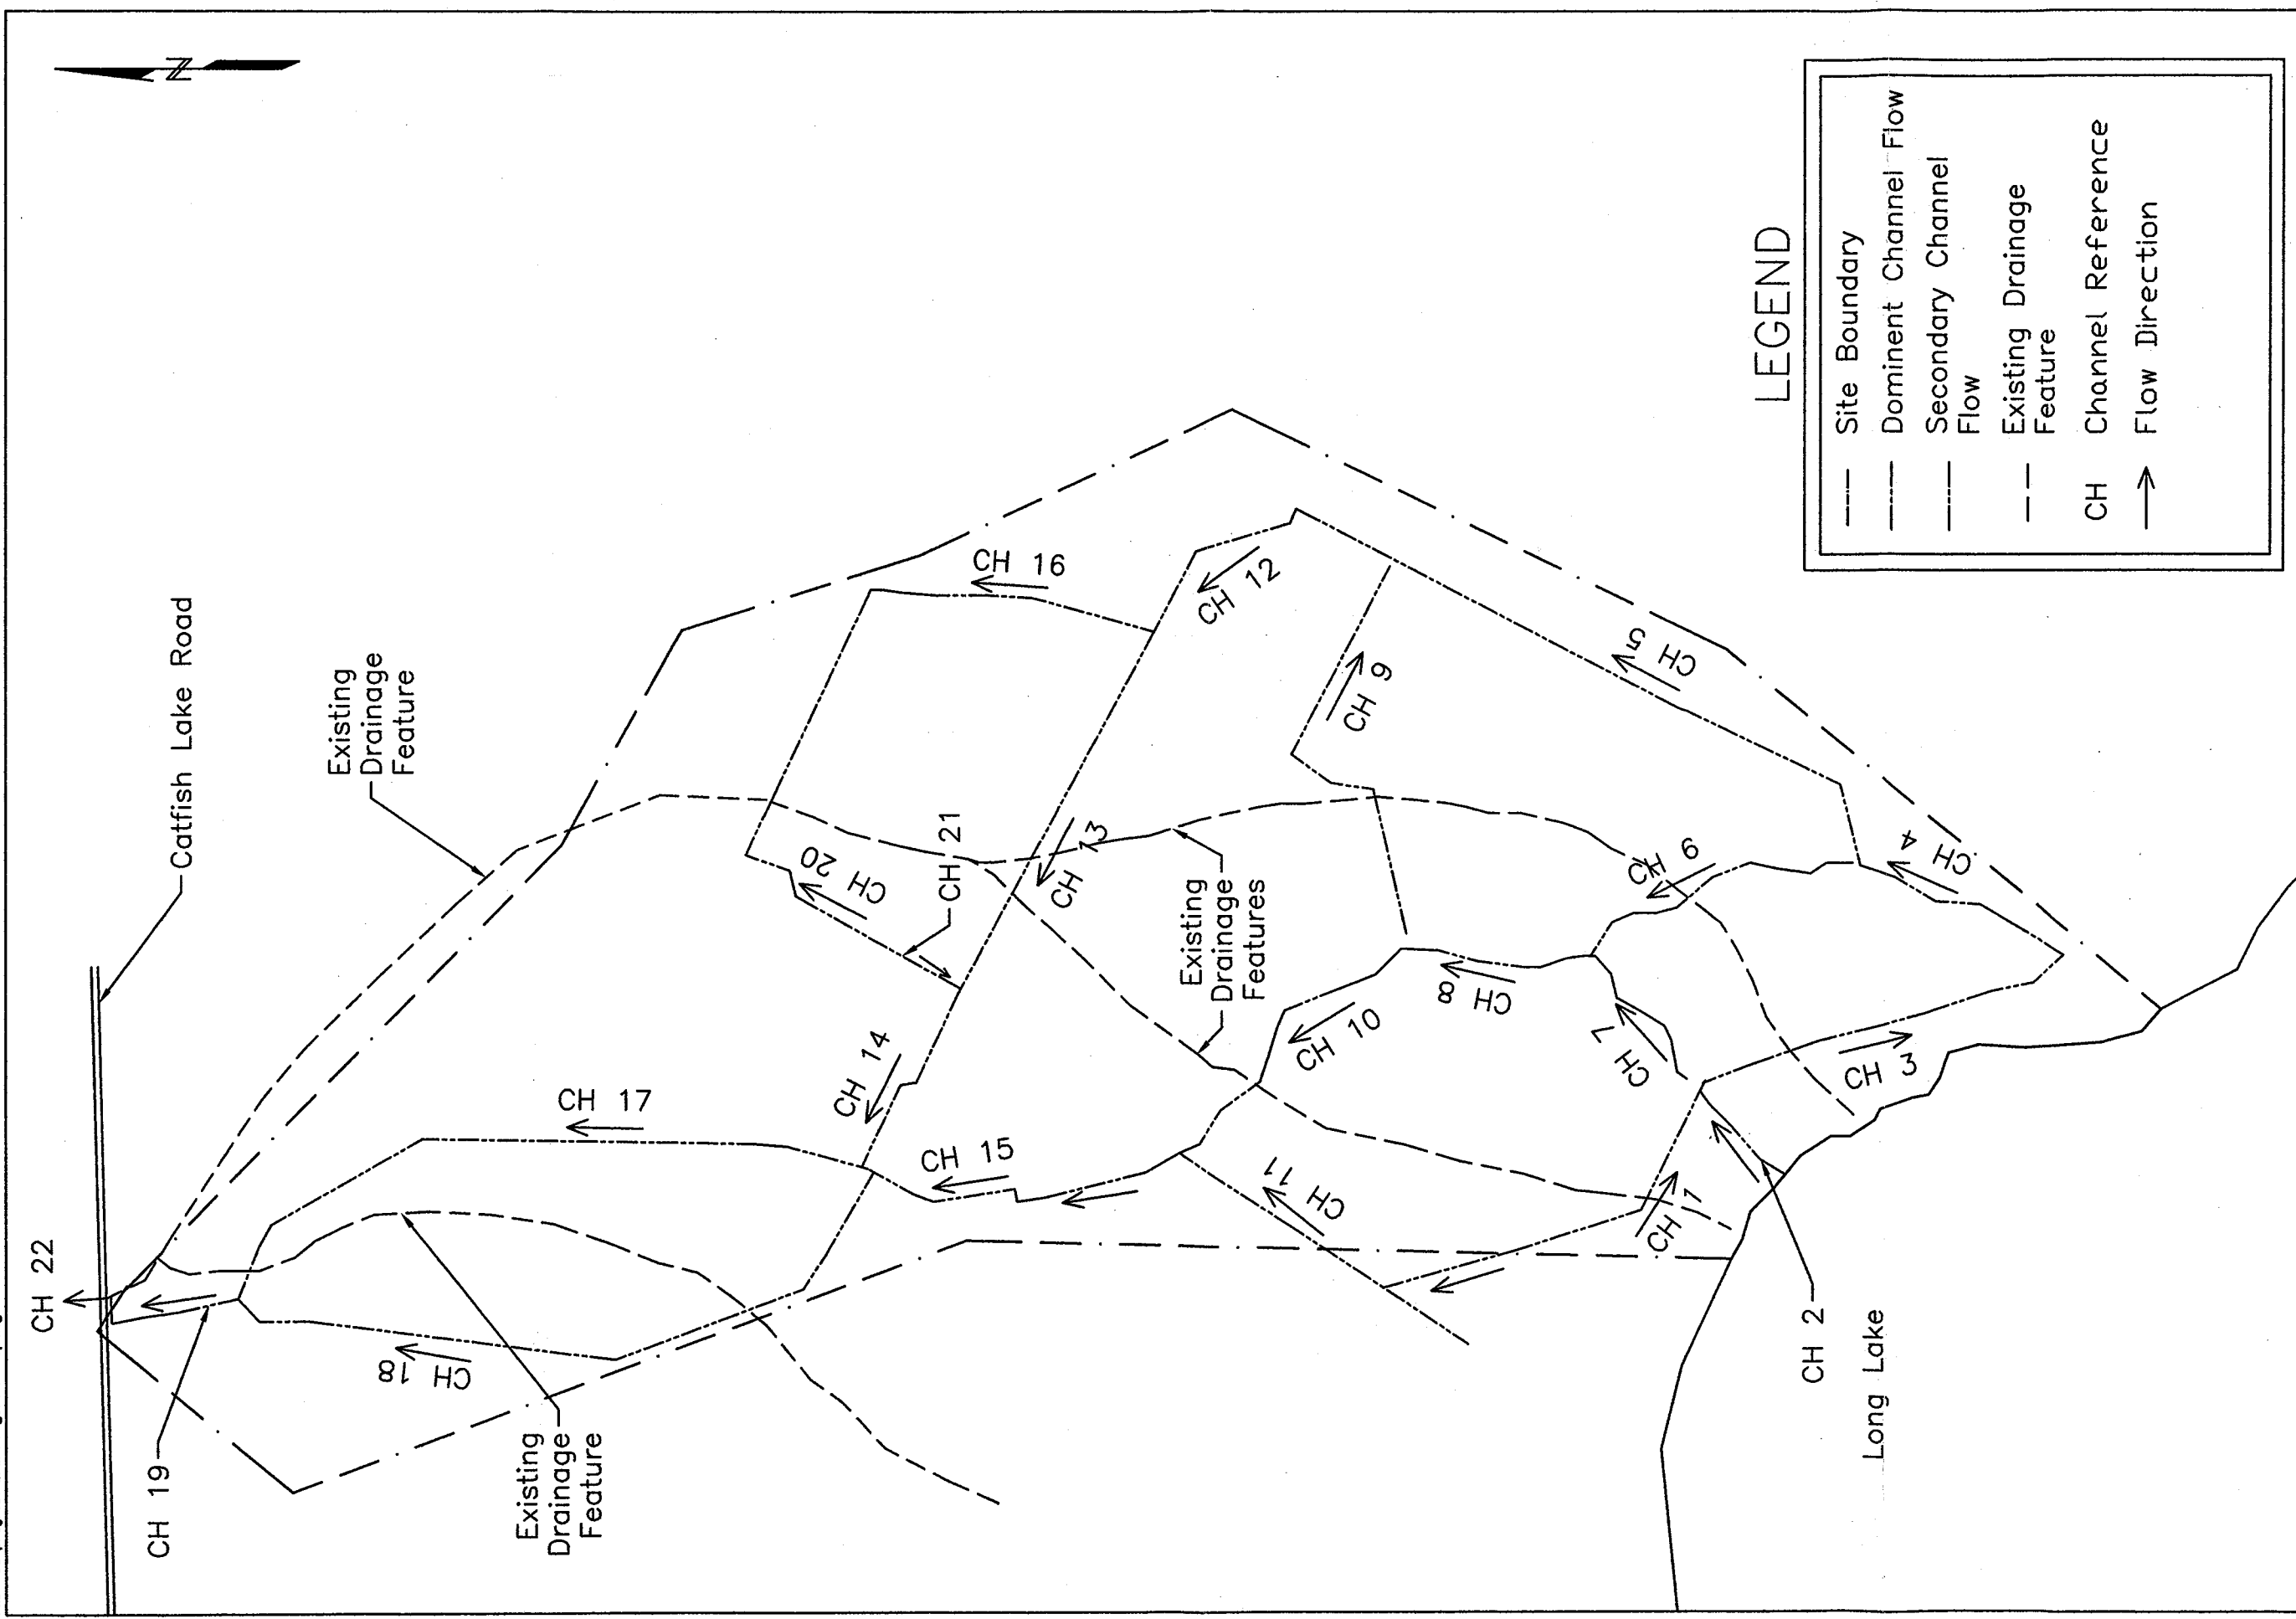 N
CH 22
Catfish Lake Road
Existing
Drainage
Feature
CH 19
CH 18
Existing
Drainage
Feature
CH 17
CH 20
CH 21
CH 16
CH 14
CH 15
CH 13
CH 12
Existing
Drainage
Features
CH 9
CH 10
CH 11
CH 8
CH 7
CH 6
CH 5
CH 4
CH 3
CH 1
CH 2
Long Lake
LEGEND
Site Boundary
Dominent Channel Flow
Secondary Channel
Flow
Existing Drainage
Feature
CH Channel Reference
Flow Direction